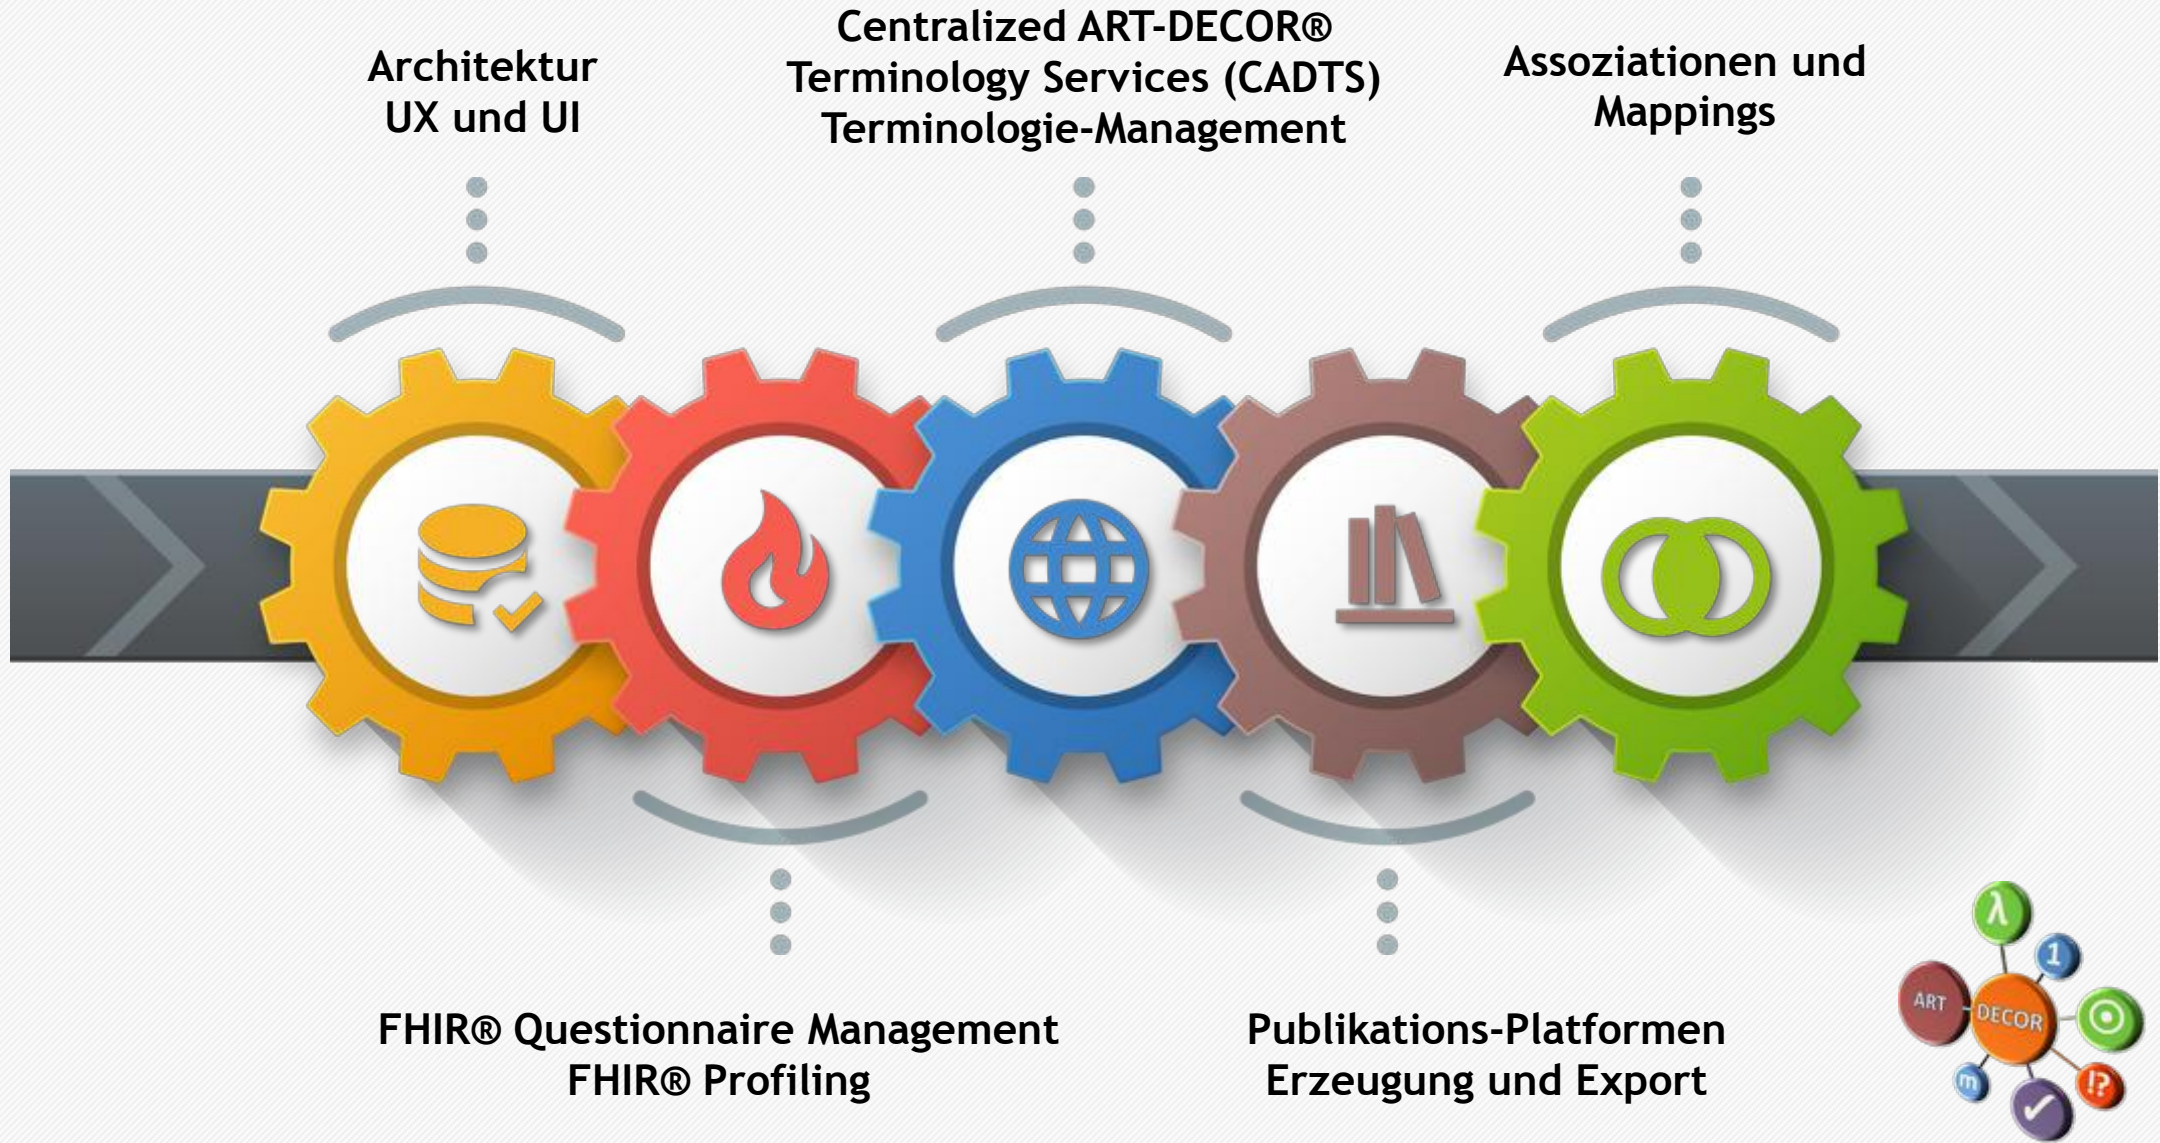 Architektur
UX und UI
Centralized ART-DECOR®
Terminology Services (CADTS)
Terminologie-Management
Assoziationen und
Mappings
FHIR® Questionnaire Management
FHIR® Profiling
Publikations-Plattformen
Erzeugung und Export
λ
1
ART
DECOR
m
!?